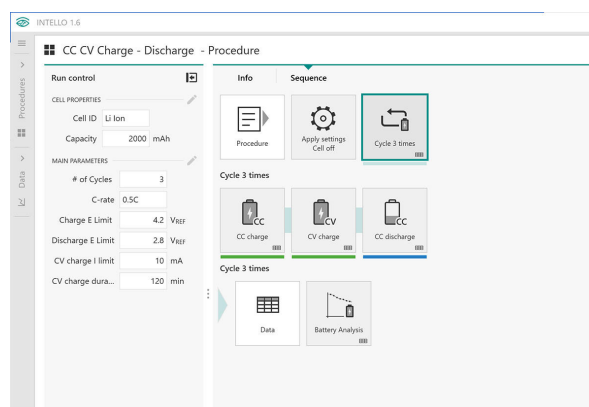 INTELLO 1.6
CC CV Charge - Discharge - Procedure
Procedures
Data
Run control
CELL PROPERTIES
Cell ID Li Ion
Capacity 2000 mAh
MAIN PARAMETERS
# of Cycles 3
C-rate 0.5C
Charge E Limit 4.2 VREF
Discharge E Limit 2.8 VREF
CV charge I limit 10 mA
CV charge dura... 120 min
Info Sequence
Procedure
Apply settings
Cell off
Cycle 3 times
Cycle 3 times
CC
CC charge
CV
CV charge
CC
CC discharge
Cycle 3 times
Data
Battery Analysis